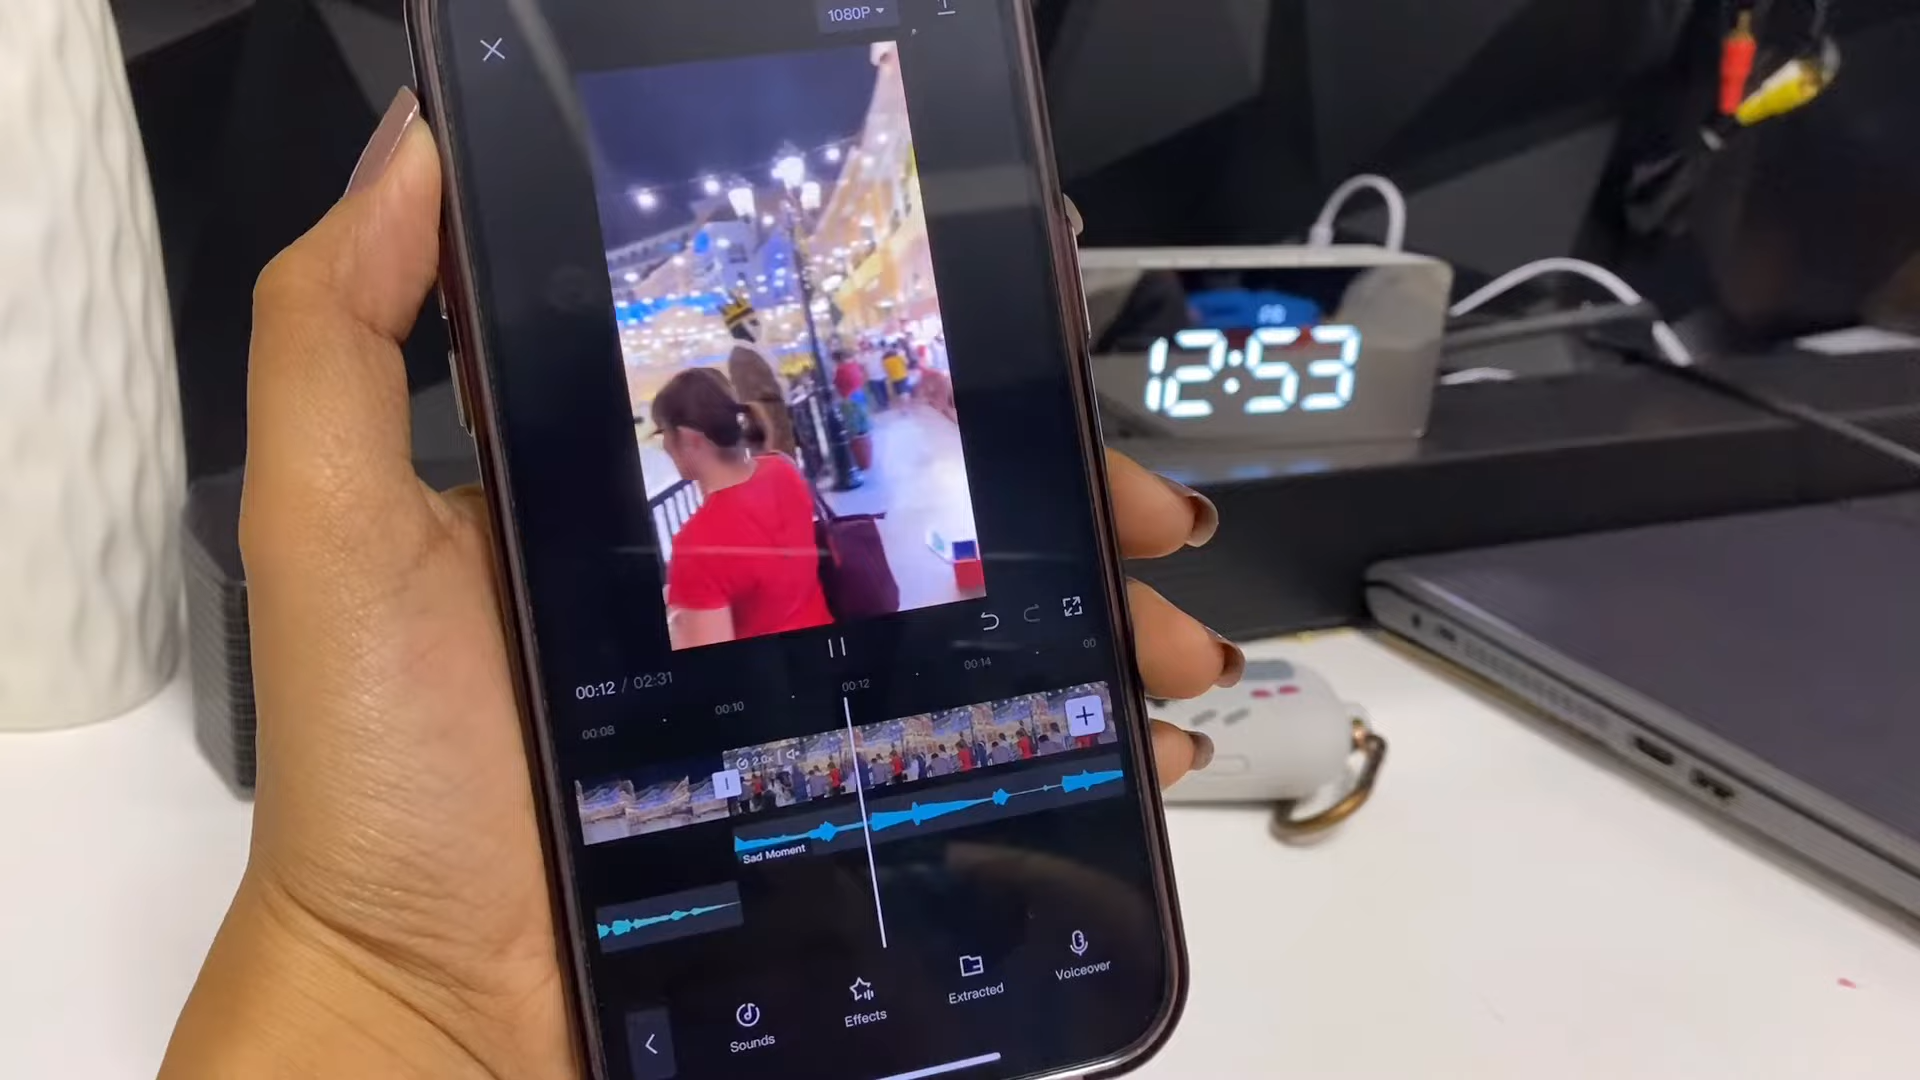 1080P
12:53
00:12 / 02:31
00:08
00:10
00:12
00:14
00
2.0x
Sad Moment
Sounds
Effects
Extracted
Voiceover